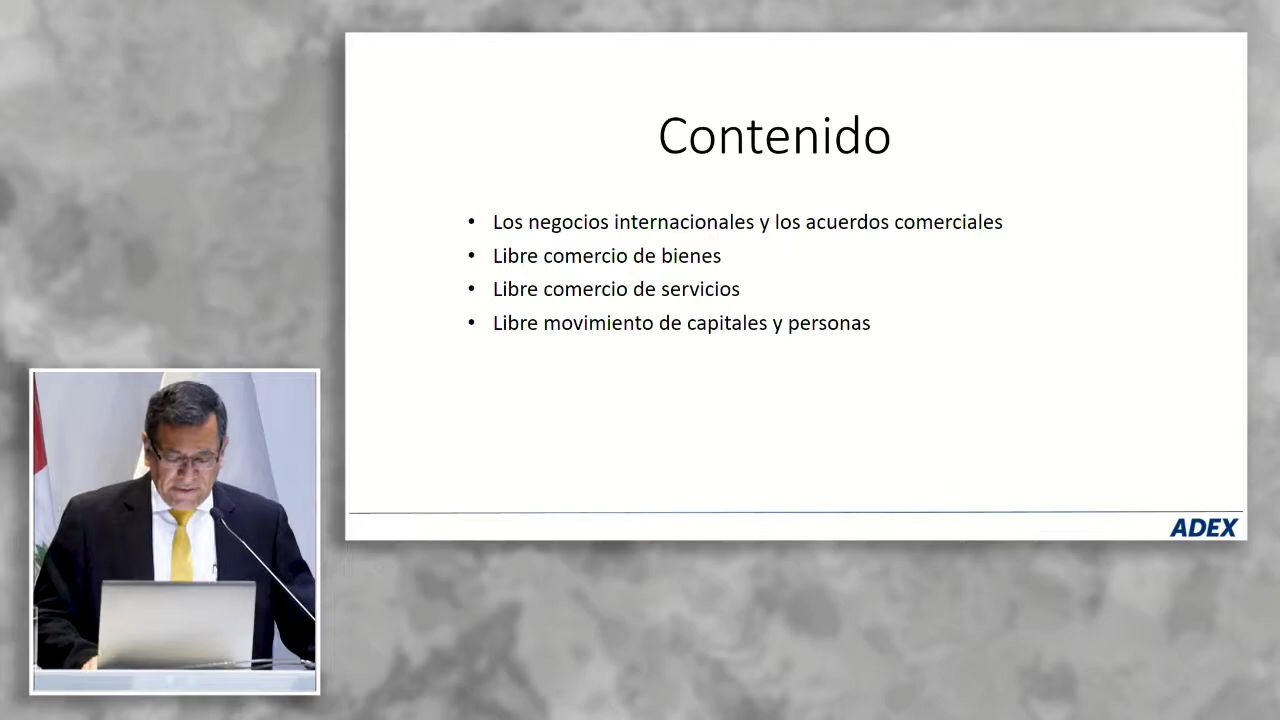 Contenido
• Los negocios internacionales y los acuerdos comerciales
• Libre comercio de bienes
• Libre comercio de servicios
• Libre movimiento de capitales y personas
ADEX